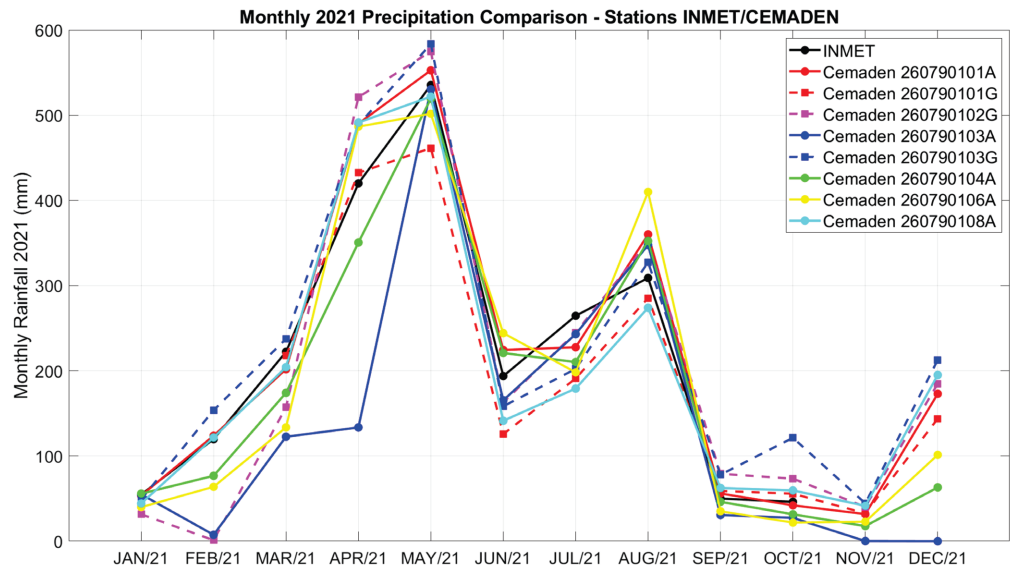 Monthly 2021 Precipitation Comparison - Stations INMET/CEMADEN
Monthly Rainfall 2021 (mm)
600
500
400
300
200
100
0
JAN/21 FEB/21 MAR/21 APR/21 MAY/21 JUN/21 JUL/21 AUG/21 SEP/21 OCT/21 NOV/21 DEC/21
INMET
Cemaden 260790101A
Cemaden 260790101G
Cemaden 260790102G
Cemaden 260790103A
Cemaden 260790103G
Cemaden 260790104A
Cemaden 260790106A
Cemaden 260790108A